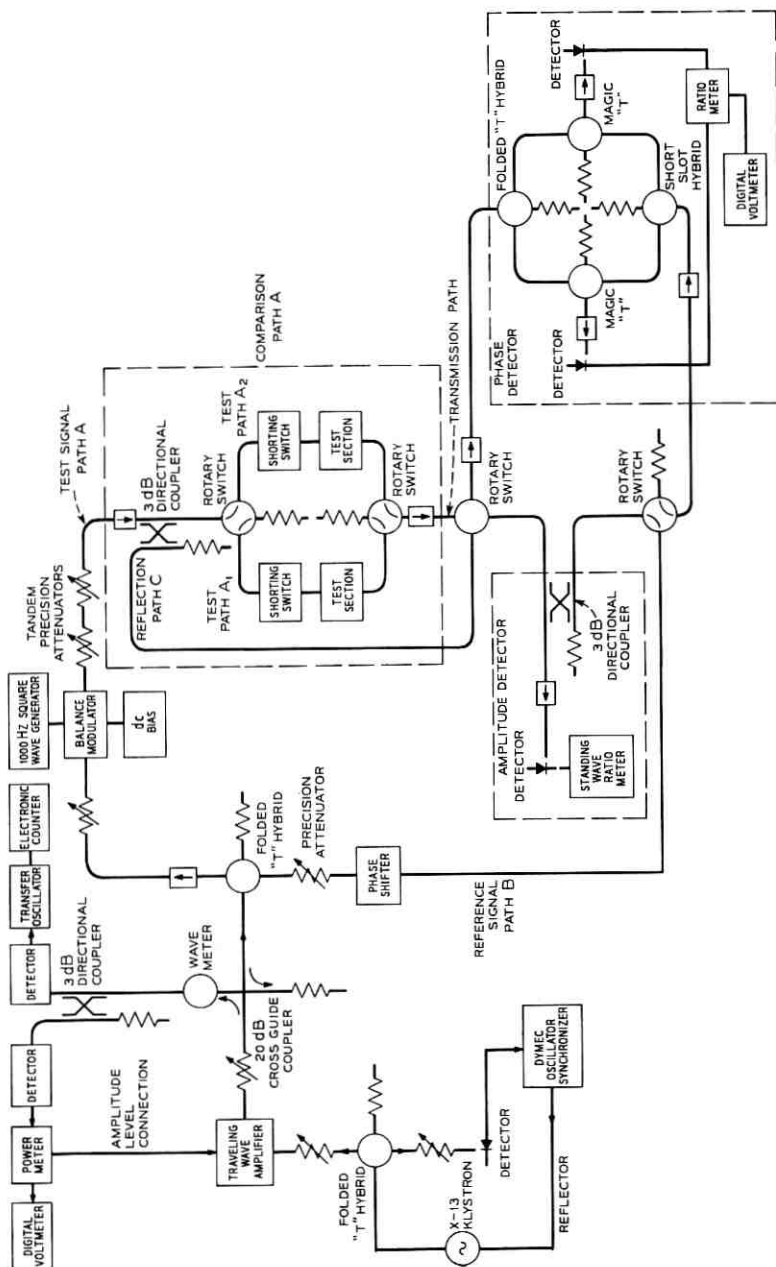 DIGITAL
VOLTMETER
POWER
METER
DETECTOR
3 dB
DIRECTIONAL
COUPLER
DETECTOR
TRANSFER
OSCILLATOR
ELECTRONIC
COUNTER
1000 Hz SQUARE
WAVE GENERATOR
BALANCE
MODULATOR
dc
BIAS
TANDEM
PRECISION
ATTENUATORS
TEST SIGNAL
PATH A
AMPLITUDE
LEVEL
CONNECTION
WAVE
METER
20 dB
CROSS GUIDE
COUPLER
TRAVELING
WAVE
AMPLIFIER
FOLDED
"T" HYBRID
PRECISION
ATTENUATOR
PHASE
SHIFTER
REFERENCE
SIGNAL
PATH B
FOLDED
"T" HYBRID
X-13
KLYSTRON
DETECTOR
DYMEC
OSCILLATOR
SYNCHRONIZER
REFLECTOR
COMPARISON
PATH A
3 dB
DIRECTIONAL
COUPLER
REFLECTION
PATH C
ROTARY
SWITCH
TEST
PATH A1
TEST
PATH A2
SHORTING
SWITCH
TEST
SECTION
SHORTING
SWITCH
TEST
SECTION
ROTARY
SWITCH
TRANSMISSION PATH
ROTARY
SWITCH
AMPLITUDE DETECTOR
DETECTOR
STANDING
WAVE
RATIO
METER
3 dB
DIRECTIONAL
COUPLER
ROTARY
SWITCH
PHASE
DETECTOR
FOLDED "T" HYBRID
DETECTOR
MAGIC
"T"
DETECTOR
MAGIC
"T"
SHORT
SLOT
HYBRID
RATIO
METER
DIGITAL
VOLTMETER